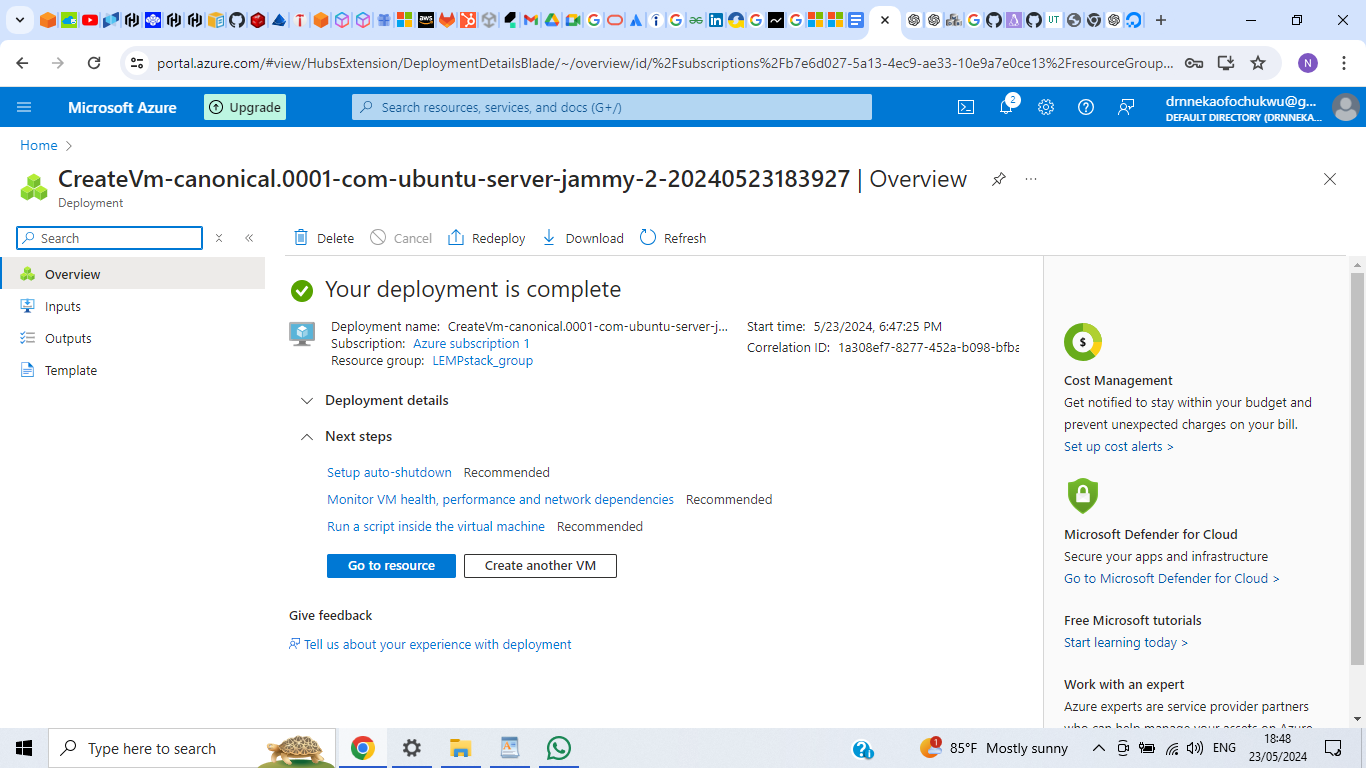 portal.azure.com/#view/HubsExtension/DeploymentDetailsBlade/~/overview/id/%2Fsubscriptions%2Fb7e6d027-5a13-4ec9-ae33-10e9a7e0ce13%2FresourceGroup...
N
Microsoft Azure
Upgrade
Search resources, services, and docs (G+/)
2
drnnekaofochukwu@g...
DEFAULT DIRECTORY (DRNNEKA...
Home
CreateVm-canonical.0001-com-ubuntu-server-jammy-2-20240523183927 | Overview
Deployment
Search
Delete
Cancel
Redeploy
Download
Refresh
Overview
Inputs
Outputs
Template
Your deployment is complete
Deployment name: CreateVm-canonical.0001-com-ubuntu-server-j...
Subscription: Azure subscription 1
Resource group: LEMPstack_group
Start time: 5/23/2024, 6:47:25 PM
Correlation ID: 1a308ef7-8277-452a-b098-bfba
Deployment details
Next steps
Setup auto-shutdown Recommended
Monitor VM health, performance and network dependencies Recommended
Run a script inside the virtual machine Recommended
Go to resource
Create another VM
Give feedback
Tell us about your experience with deployment
Cost Management
Get notified to stay within your budget and
prevent unexpected charges on your bill.
Set up cost alerts >
Microsoft Defender for Cloud
Secure your apps and infrastructure
Go to Microsoft Defender for Cloud >
Free Microsoft tutorials
Start learning today >
Work with an expert
Azure experts are service provider partners
who can help manage your assets on Azure
Type here to search
1
85°F Mostly sunny
ENG
18:48
23/05/2024